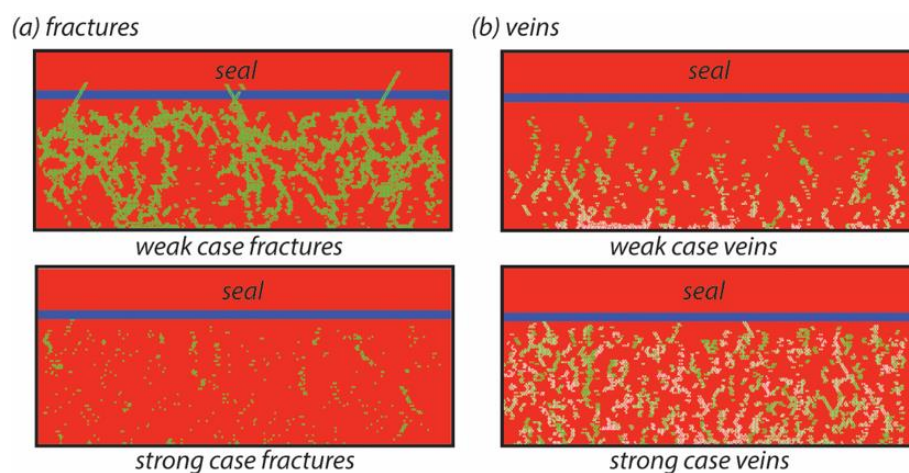 (a) fractures
seal
weak case fractures
seal
strong case fractures
(b) veins
seal
weak case veins
seal
strong case veins